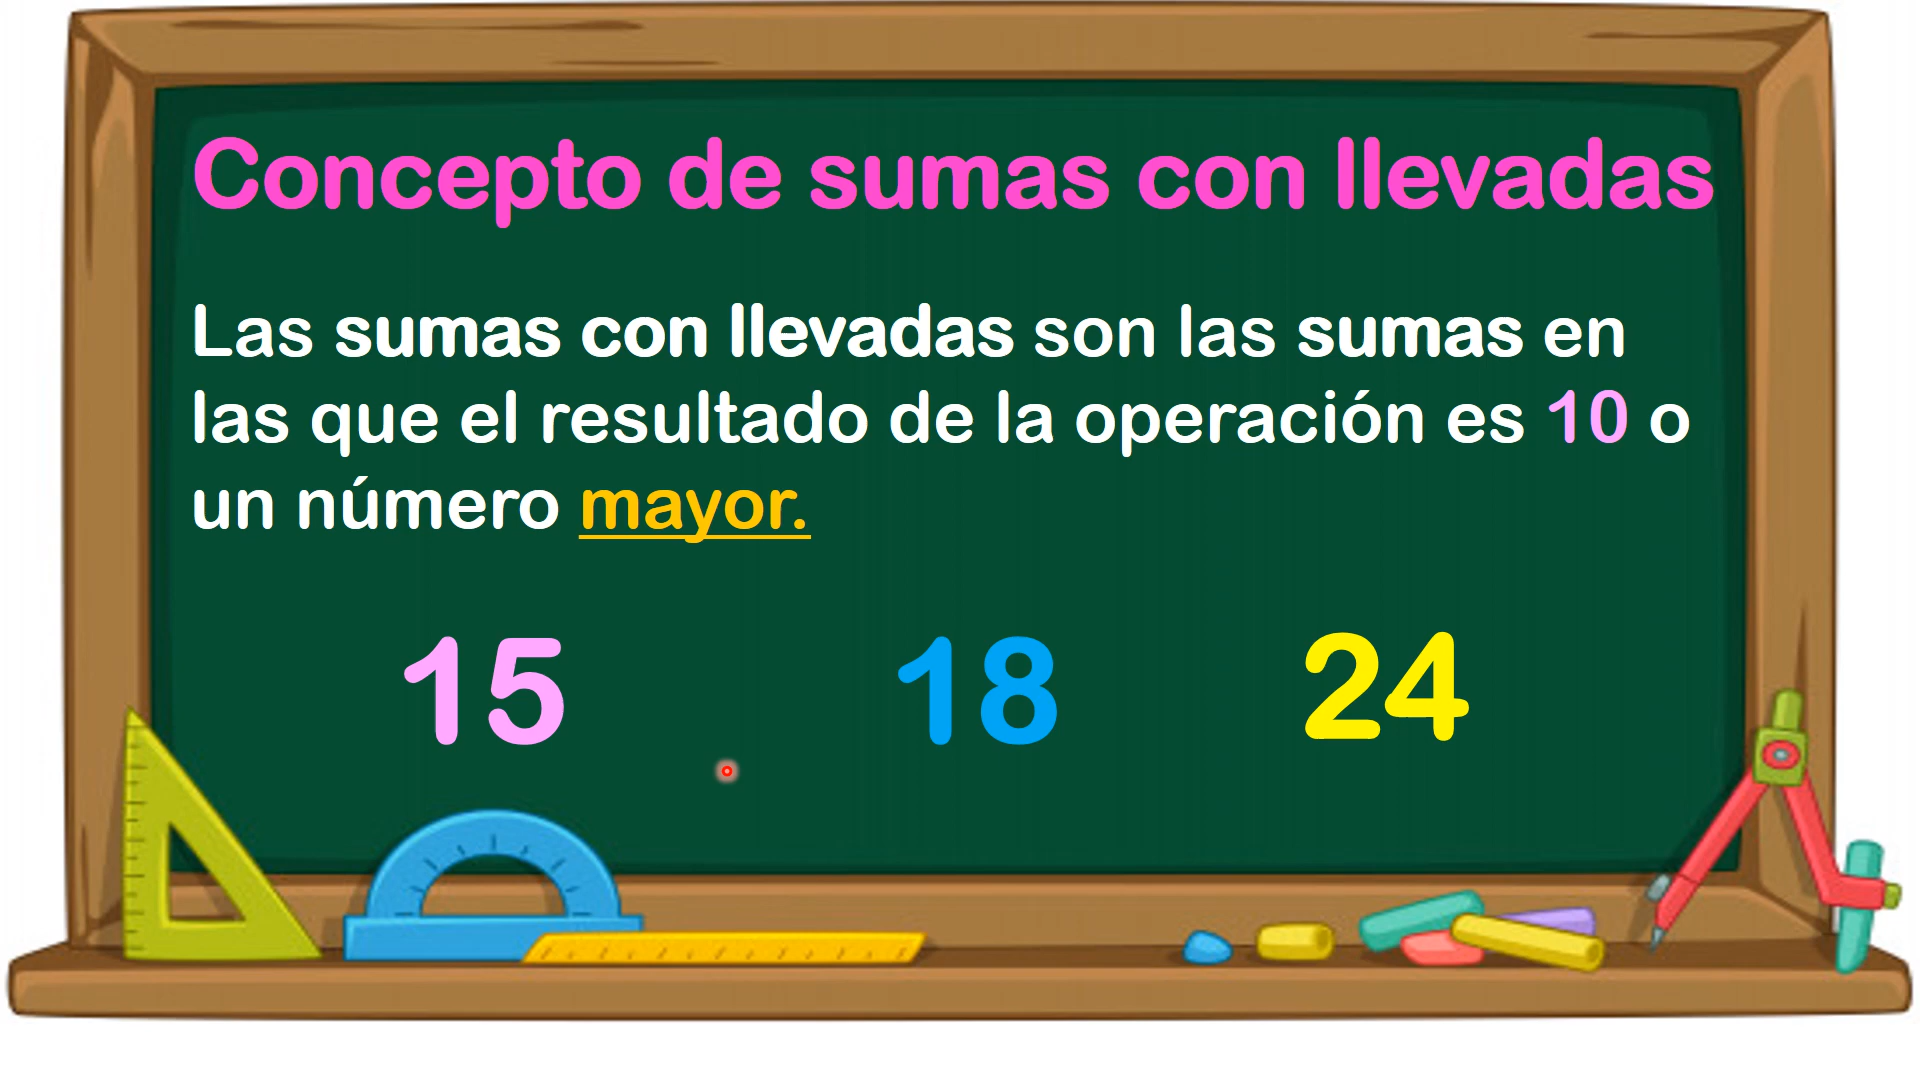 Concepto de sumas con llevadas
Las sumas con llevadas son las sumas en
las que el resultado de la operación es 10 o
un número mayor.
15 18 24